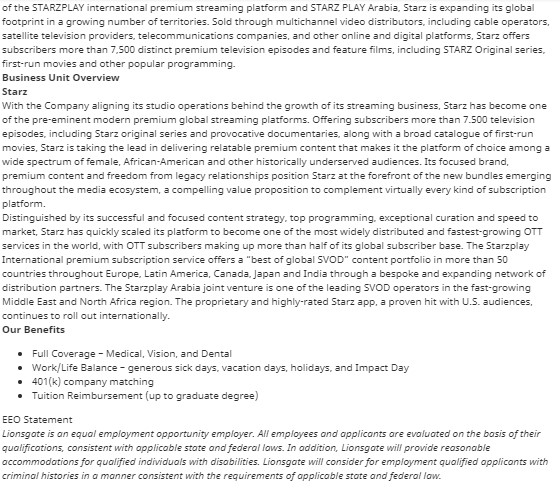 of the STARZPLAY international premium streaming platform and STARZ PLAY Arabia, Starz is expanding its global
footprint in a growing number of territories. Sold through multichannel video distributors, including cable operators,
satellite television providers, telecommunications companies, and other online and digital platforms, Starz offers
subscribers more than 7,500 distinct premium television episodes and feature films, including STARZ Original series,
first-run movies and other popular programming.
Business Unit Overview
Starz
With the Company aligning its studio operations behind the growth of its streaming business, Starz has become one
of the pre-eminent modern premium global streaming platforms. Offering subscribers more than 7.500 television
episodes, including Starz original series and provocative documentaries, along with a broad catalogue of first-run
movies, Starz is taking the lead in delivering relatable premium content that makes it the platform of choice among a
wide spectrum of female, African-American and other historically underserved audiences. Its focused brand,
premium content and freedom from legacy relationships position Starz at the forefront of the new bundles emerging
throughout the media ecosystem, a compelling value proposition to complement virtually every kind of subscription
platform.
Distinguished by its successful and focused content strategy, top programming, exceptional curation and speed to
market, Starz has quickly scaled its platform to become one of the most widely distributed and fastest-growing OTT
services in the world, with OTT subscribers making up more than half of its global subscriber base. The Starzplay
International premium subscription service offers a "best of global SVOD" content portfolio in more than 50
countries throughout Europe, Latin America, Canada, Japan and India through a bespoke and expanding network of
distribution partners. The Starzplay Arabia joint venture is one of the leading SVOD operators in the fast-growing
Middle East and North Africa region. The proprietary and highly-rated Starz app, a proven hit with U.S. audiences,
continues to roll out internationally.
Our Benefits
• Full Coverage – Medical, Vision, and Dental
• Work/Life Balance – generous sick days, vacation days, holidays, and Impact Day
• 401(k) company matching
• Tuition Reimbursement (up to graduate degree)
EEO Statement
Lionsgate is an equal employment opportunity employer. All employees and applicants are evaluated on the basis of their
qualifications, consistent with applicable state and federal laws. In addition, Lionsgate will provide reasonable
accommodations for qualified individuals with disabilities. Lionsgate will consider for employment qualified applicants with
criminal histories in a manner consistent with the requirements of applicable state and federal law.